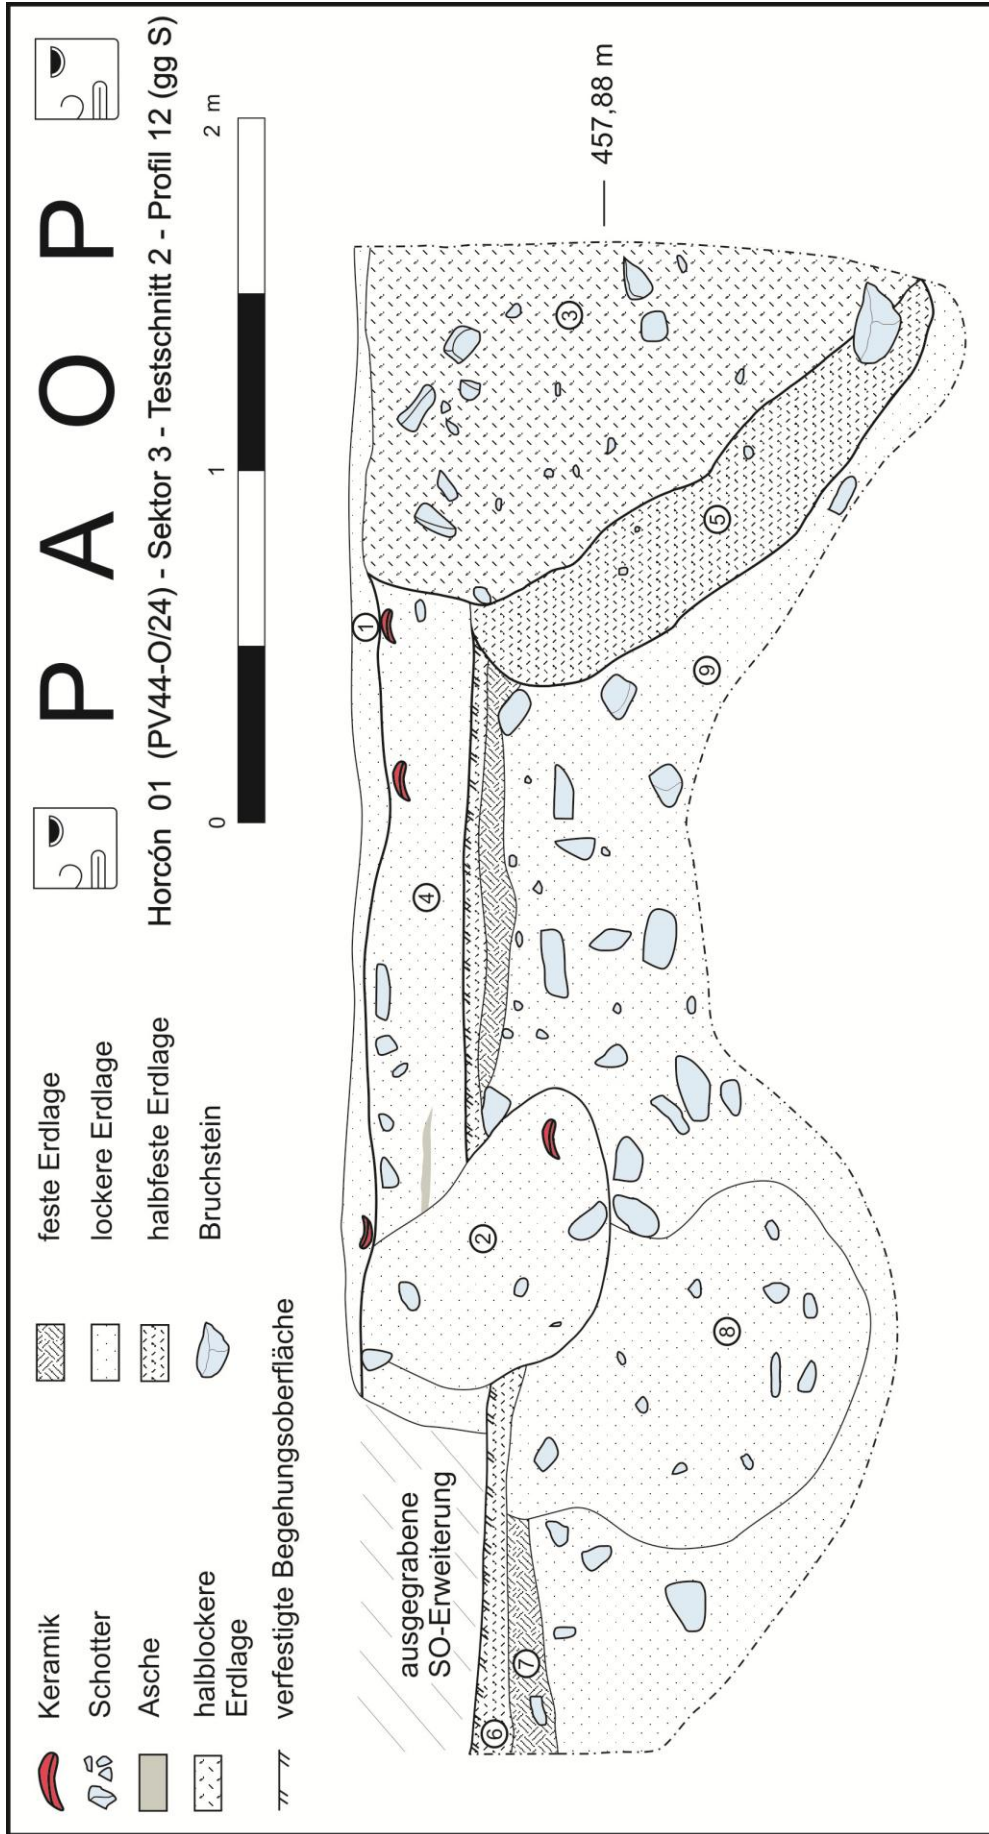 P A O P
Horcón 01 (PV44-O/24) - Sektor 3 - Testschnitt 2 - Profil 12 (gg S)
0 1 2 m
Keramik
Schotter
Asche
halblockere
Erdlage
verfestigte Begehungsoberfläche
feste Erdlage
lockere Erdlage
halbfeste Erdlage
Bruchstein
ausgegrabene
SO-Erweiterung
457,88 m
1
2
3
4
5
6
7
8
9